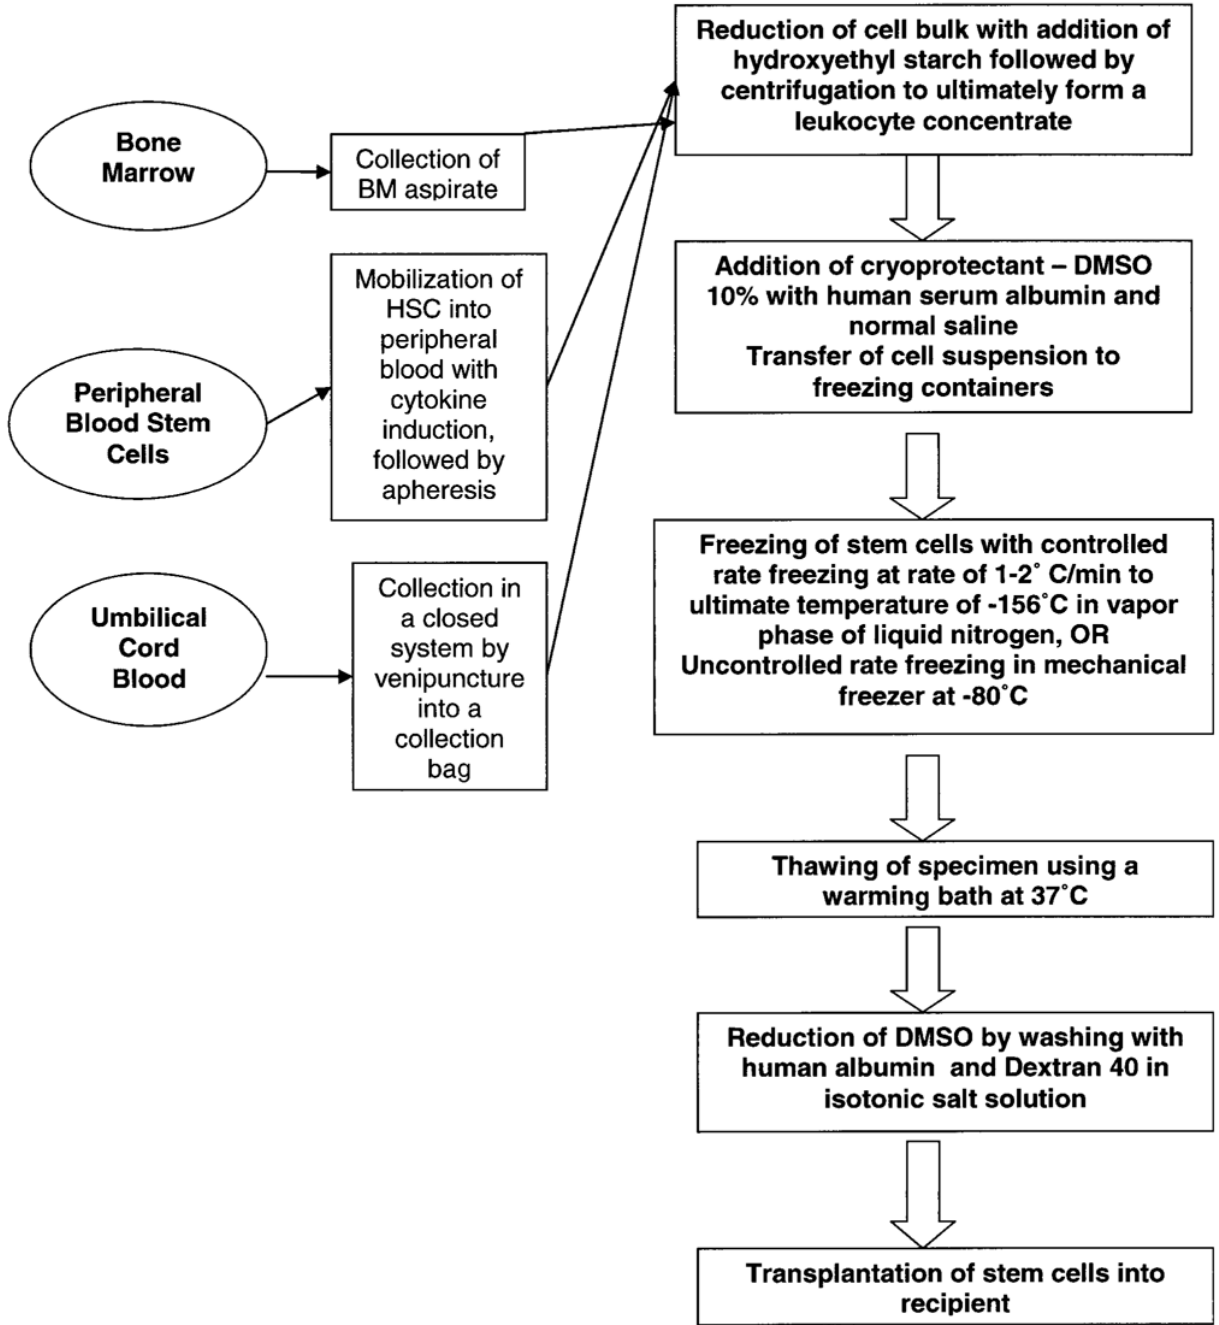 Bone
Marrow
Collection of
BM aspirate
Peripheral
Blood Stem
Cells
Mobilization of
HSC into
peripheral
blood with
cytokine
induction,
followed by
apheresis
Umbilical
Cord
Blood
Collection in
a closed
system by
venipuncture
into a
collection
bag
Reduction of cell bulk with addition of
hydroxyethyl starch followed by
centrifugation to ultimately form a
leukocyte concentrate
Addition of cryoprotectant – DMSO
10% with human serum albumin and
normal saline
Transfer of cell suspension to
freezing containers
Freezing of stem cells with controlled
rate freezing at rate of 1-2˚ C/min to
ultimate temperature of -156˚C in vapor
phase of liquid nitrogen, OR
Uncontrolled rate freezing in mechanical
freezer at -80˚C
Thawing of specimen using a
warming bath at 37˚C
Reduction of DMSO by washing with
human albumin and Dextran 40 in
isotonic salt solution
Transplantation of stem cells into
recipient